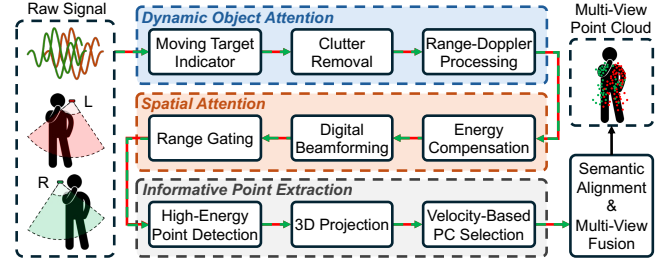 Raw Signal
L
R
Dynamic Object Attention
Moving Target
Indicator
Clutter
Removal
Range-Doppler
Processing
Spatial Attention
Range Gating
Digital
Beamforming
Energy
Compensation
Informative Point Extraction
High-Energy
Point Detection
3D Projection
Velocity-Based
PC Selection
Multi-View
Point Cloud
Semantic
Alignment
&
Multi-View
Fusion